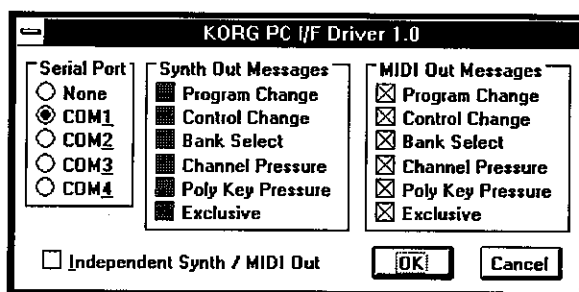 KORG PC I/F Driver 1.0
Serial Port
None
COM1
COM2
COM3
COM4
Synth Out Messages
Program Change
Control Change
Bank Select
Channel Pressure
Poly Key Pressure
Exclusive
MIDI Out Messages
Program Change
Control Change
Bank Select
Channel Pressure
Poly Key Pressure
Exclusive
Independent Synth / MIDI Out
OK
Cancel